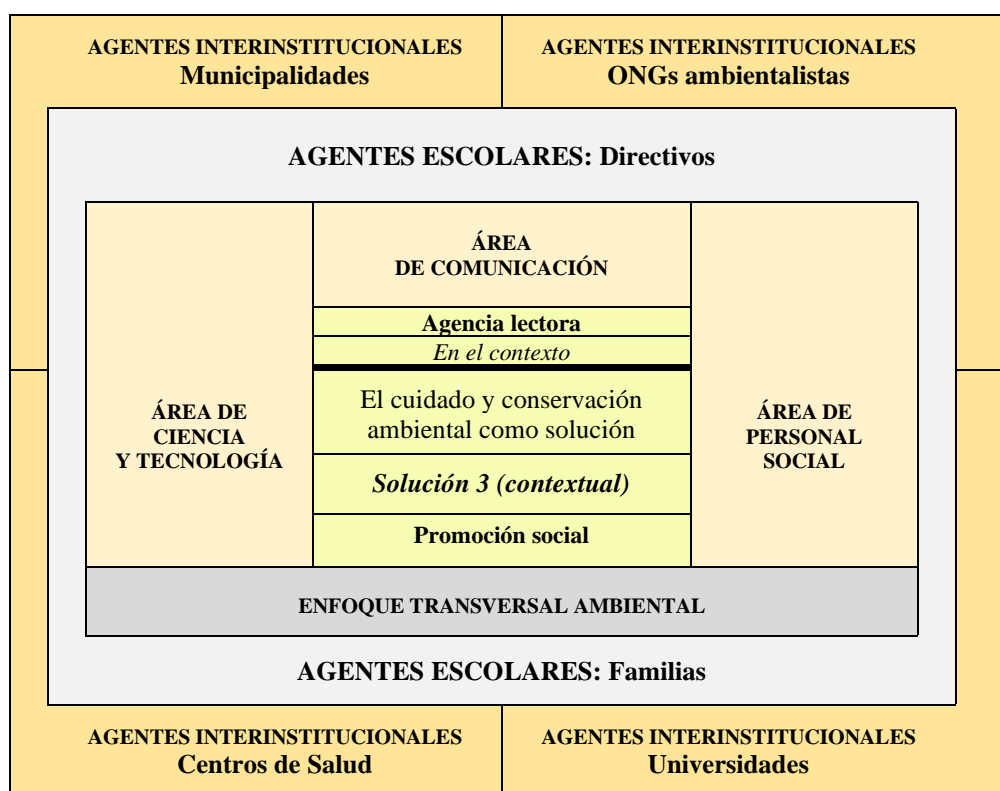 AGENTES INTERINSTITUCIONALES
Municipalidades
AGENTES INTERINSTITUCIONALES
ONGs ambientalistas
AGENTES ESCOLARES: Directivos
ÁREA DE
CIENCIA
Y TECNOLOGÍA
ÁREA
DE COMUNICACIÓN
Agencia lectora
En el contexto
El cuidado y conservación
ambiental como solución
Solución 3 (contextual)
Promoción social
ÁREA DE
PERSONAL
SOCIAL
ENFOQUE TRANSVERSAL AMBIENTAL
AGENTES ESCOLARES: Familias
AGENTES INTERINSTITUCIONALES
Centros de Salud
AGENTES INTERINSTITUCIONALES
Universidades